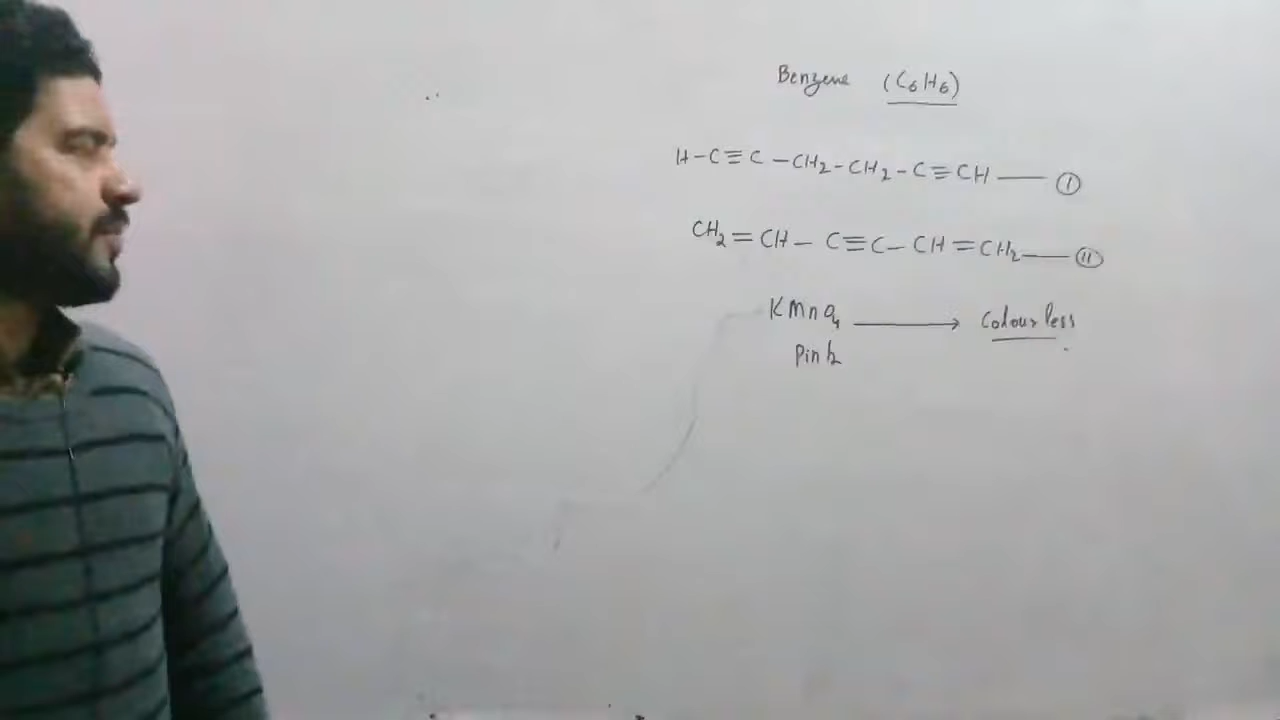 Benzene (C₆H₆)
H-C≡C-CH₂-CH₂-C≡CH — I
CH₂=CH-C≡C-CH=CH₂ — II
KMnO₄ → Colourless
Pink